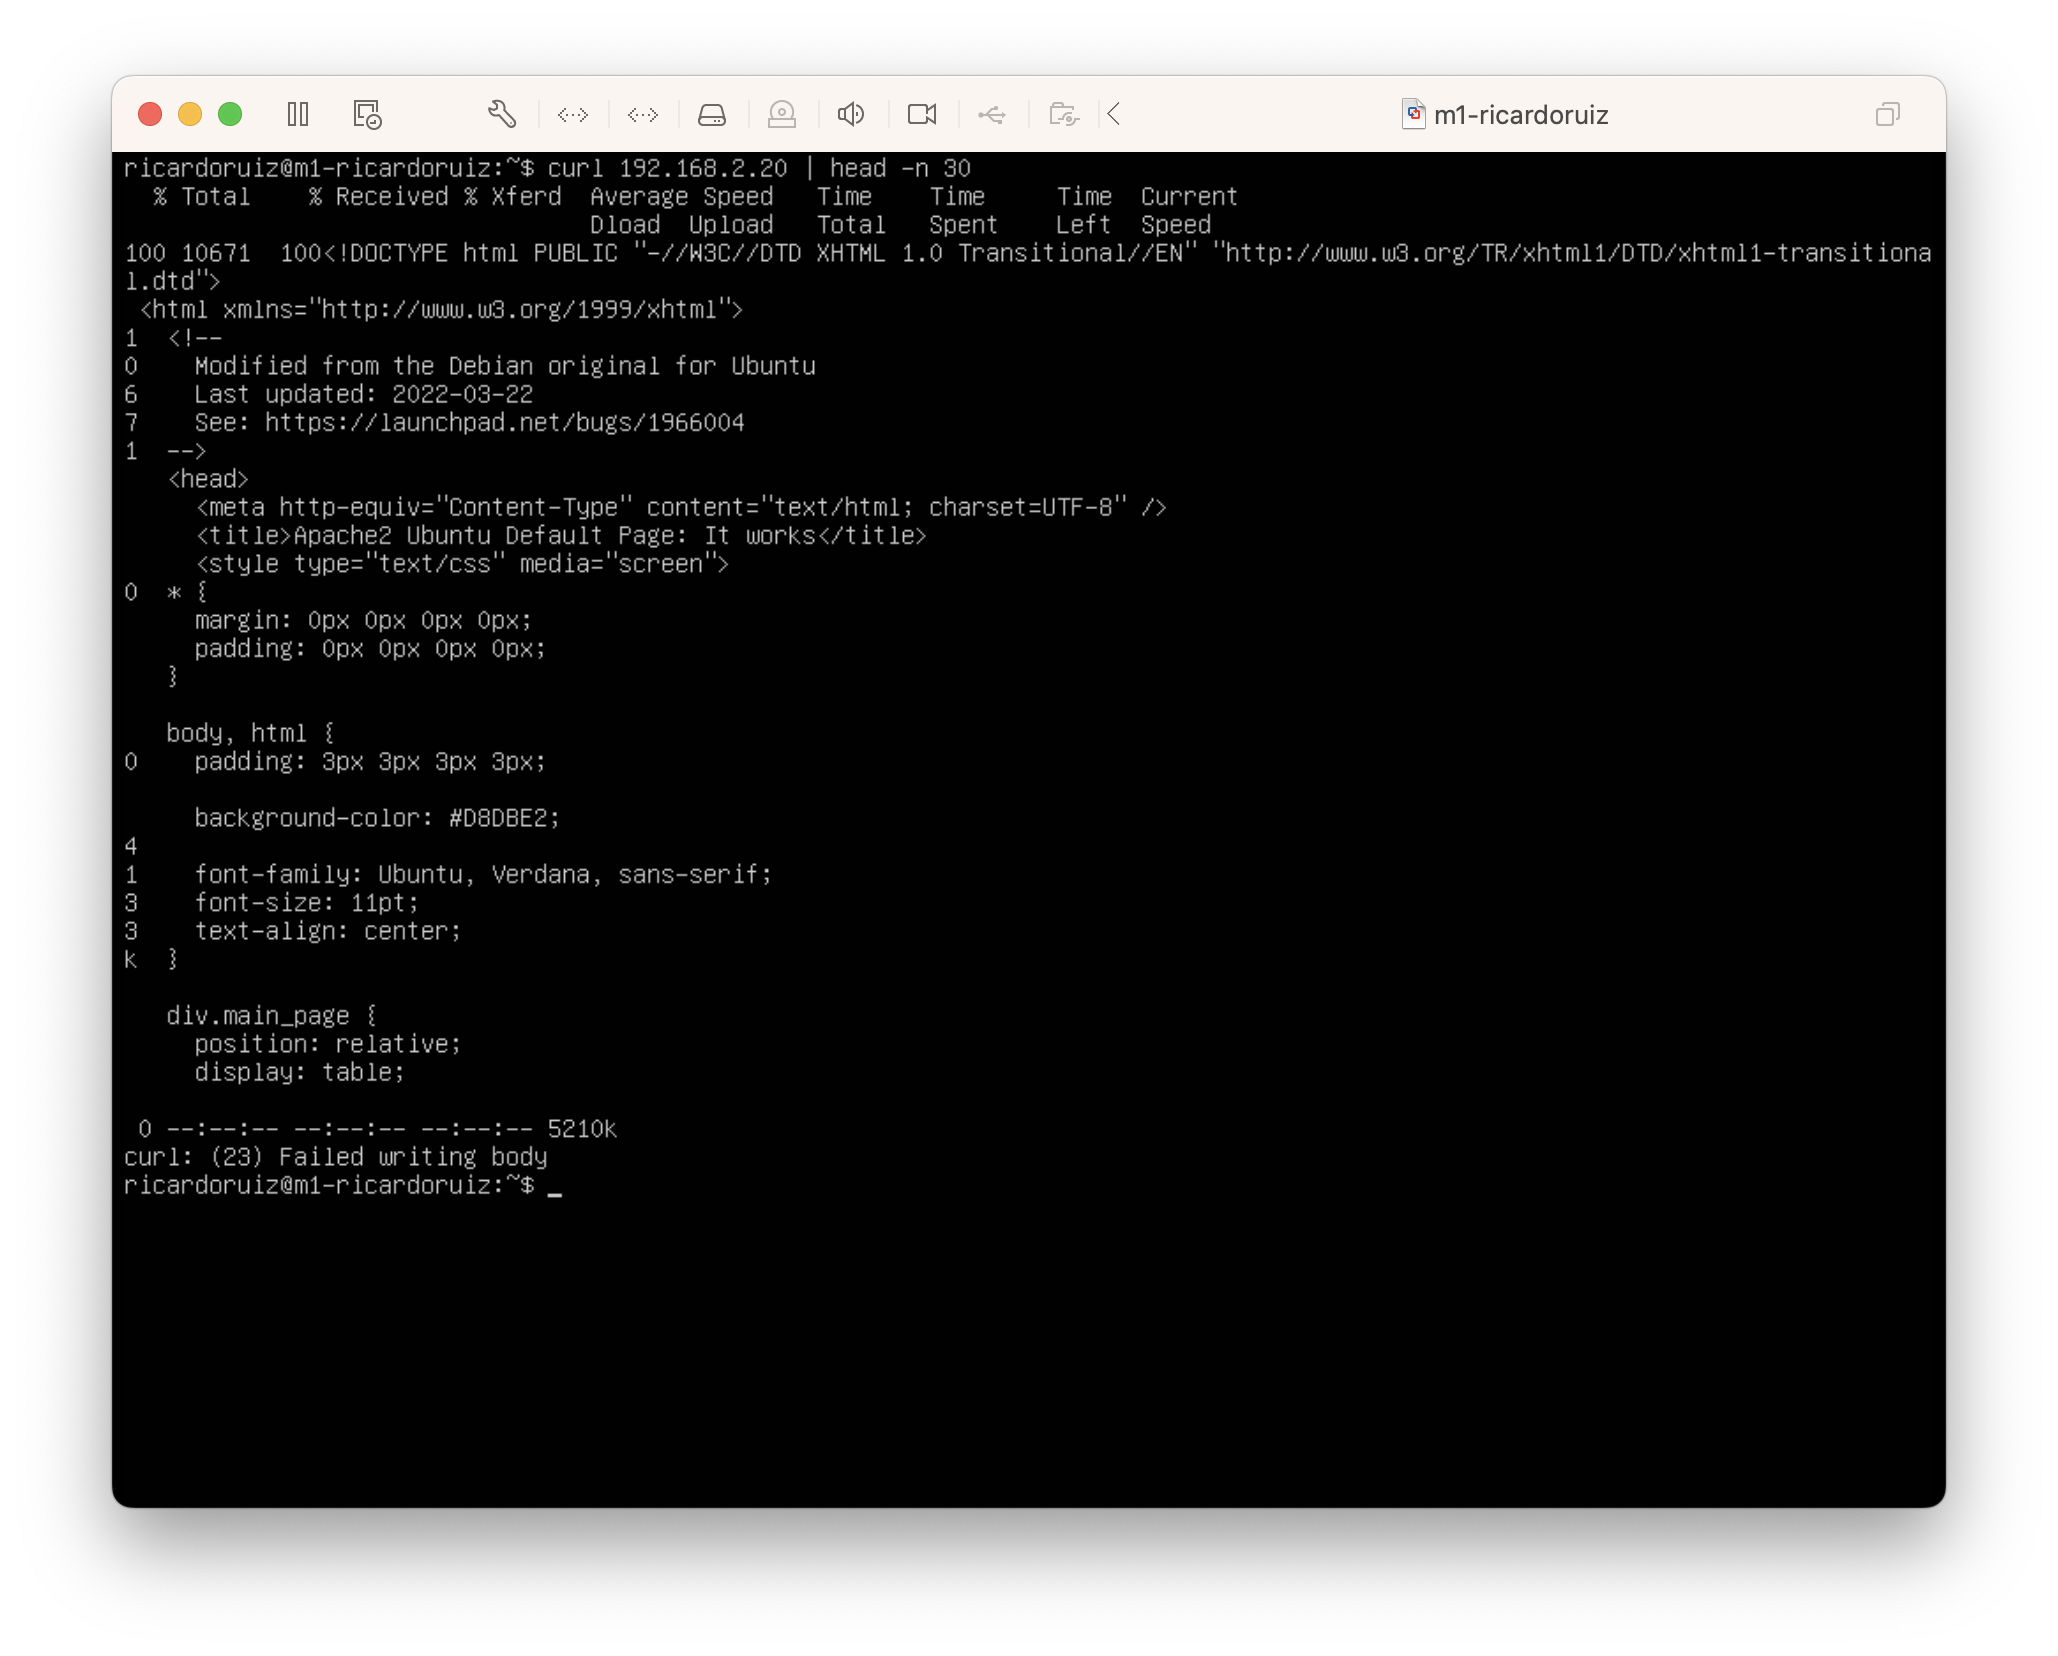 m1-ricardoruiz
ricardoruiz@m1-ricardoruiz:~$ curl 192.168.2.20 | head -n 30
  % Total    % Received % Xferd  Average Speed   Time    Time     Time  Current
                                 Dload  Upload   Total   Spent    Left  Speed
100 10671  100<!DOCTYPE html PUBLIC "-//W3C//DTD XHTML 1.0 Transitional//EN" "http://www.w3.org/TR/xhtml1/DTD/xhtml1-transitiona
l.dtd">
 <html xmlns="http://www.w3.org/1999/xhtml">
1  <!--
0    Modified from the Debian original for Ubuntu
6    Last updated: 2022-03-22
7    See: https://launchpad.net/bugs/1966004
1  -->
   <head>
     <meta http-equiv="Content-Type" content="text/html; charset=UTF-8" />
     <title>Apache2 Ubuntu Default Page: It works</title>
     <style type="text/css" media="screen">
0  * {
     margin: 0px 0px 0px 0px;
     padding: 0px 0px 0px 0px;
   }
   body, html {
0    padding: 3px 3px 3px 3px;
     background-color: #D8DBE2;
4
1    font-family: Ubuntu, Verdana, sans-serif;
3    font-size: 11pt;
3    text-align: center;
k  }
   div.main_page {
     position: relative;
     display: table;
 0 --:--:-- --:--:-- --:--:-- 5210k
curl: (23) Failed writing body
ricardoruiz@m1-ricardoruiz:~$ _